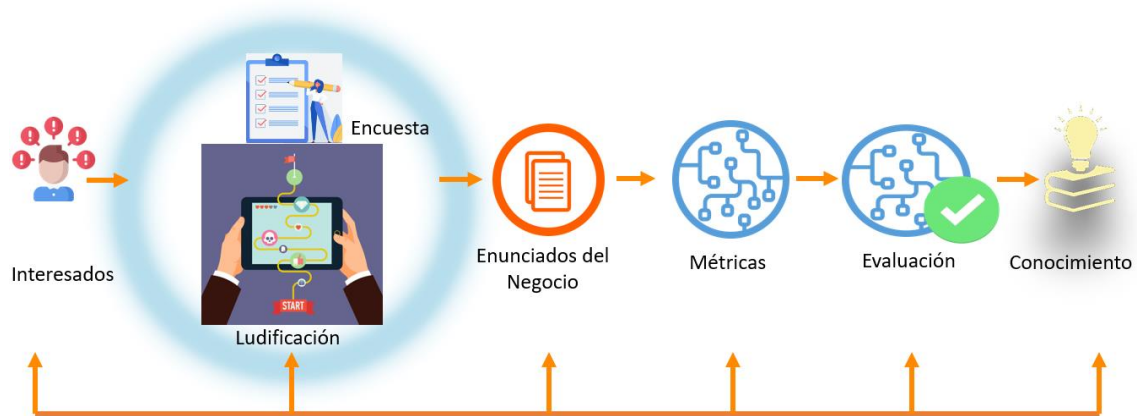 Encuesta
START
Interesados
Ludificación
Enunciados del
Negocio
Métricas
Evaluación
Conocimiento